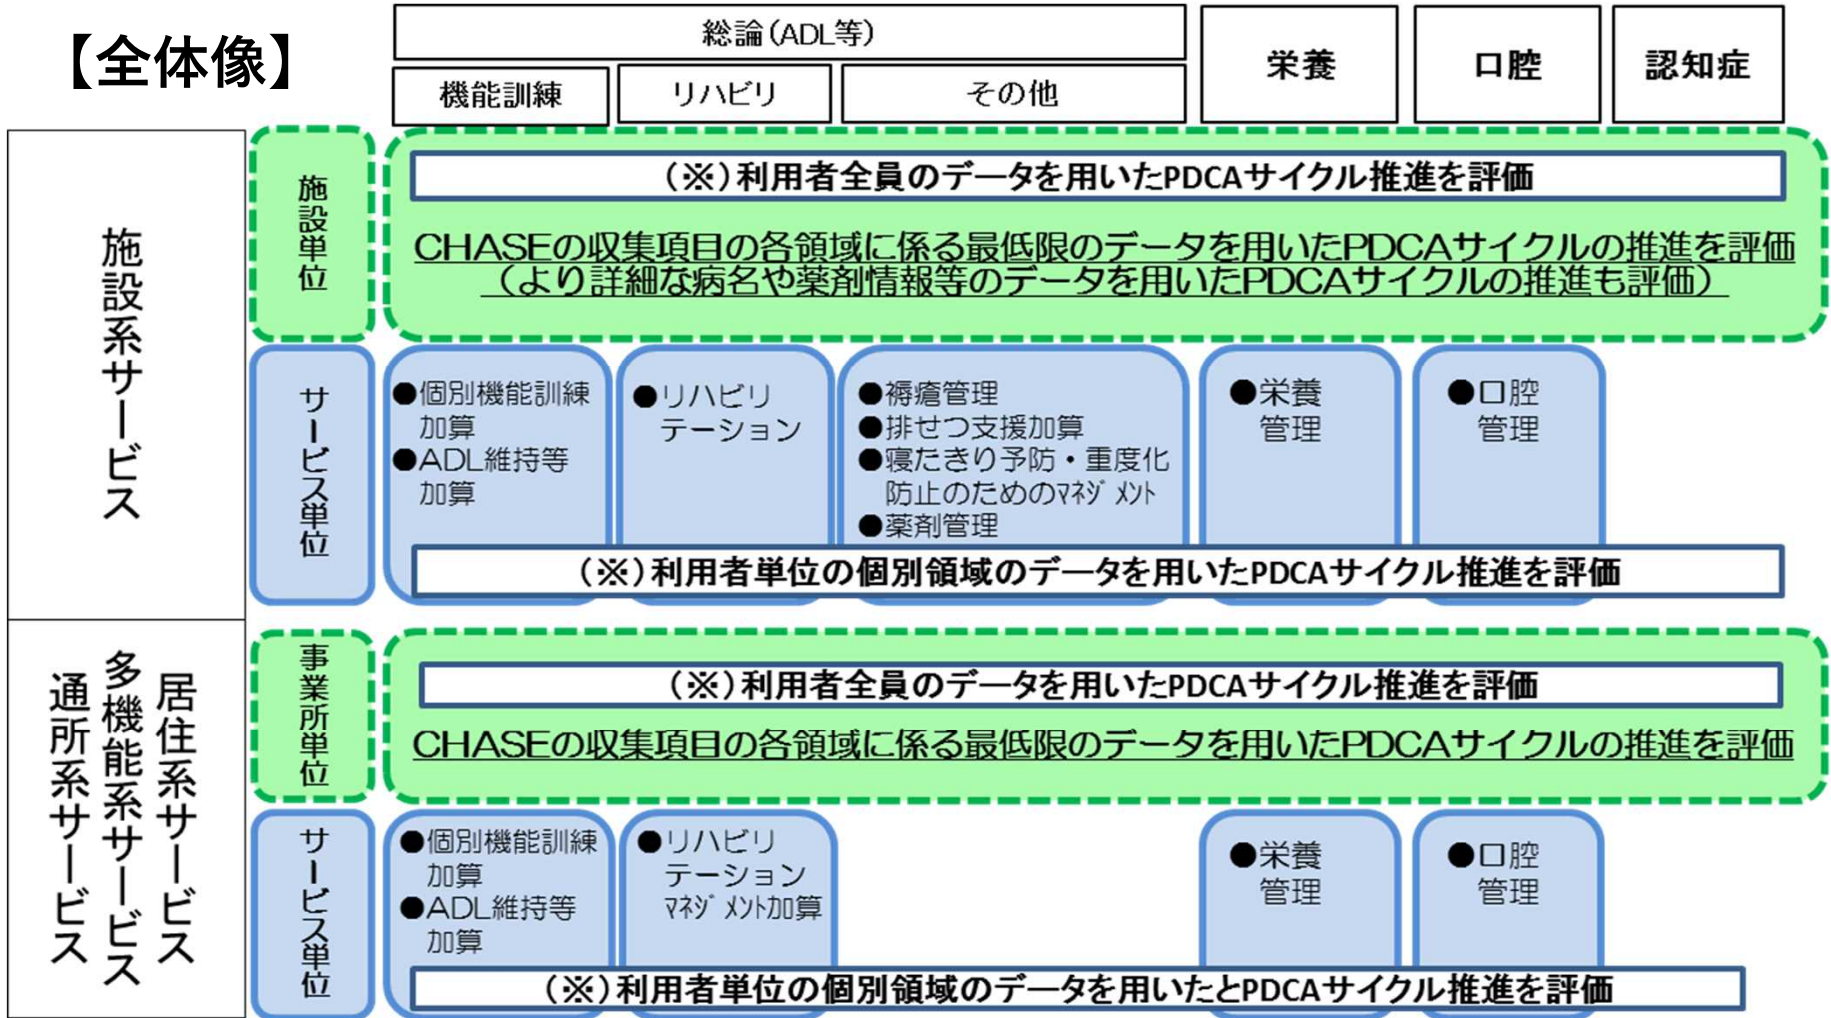 【全体像】
総論(ADL等)
機能訓練
リハビリ
その他
栄養
口腔
認知症
施設系サービス
施設単位
(※)利用者全員のデータを用いたPDCAサイクル推進を評価
CHASEの収集項目の各領域に係る最低限のデータを用いたPDCAサイクルの推進を評価
(より詳細な病名や薬剤情報等のデータを用いたPDCAサイクルの推進も評価)
サービス単位
●個別機能訓練
加算
●ADL維持等
加算
●リハビリ
テーション
●褥瘡管理
●排せつ支援加算
●寝たきり予防・重度化
防止のためのマネジメント
●薬剤管理
●栄養
管理
●口腔
管理
(※)利用者単位の個別領域のデータを用いたPDCAサイクル推進を評価
居住系サービス
多機能系サービス
通所系サービス
事業所単位
(※)利用者全員のデータを用いたPDCAサイクル推進を評価
CHASEの収集項目の各領域に係る最低限のデータを用いたPDCAサイクルの推進を評価
サービス単位
●個別機能訓練
加算
●ADL維持等
加算
●リハビリ
テーション
マネジメント加算
●栄養
管理
●口腔
管理
(※)利用者単位の個別領域のデータを用いたとPDCAサイクル推進を評価